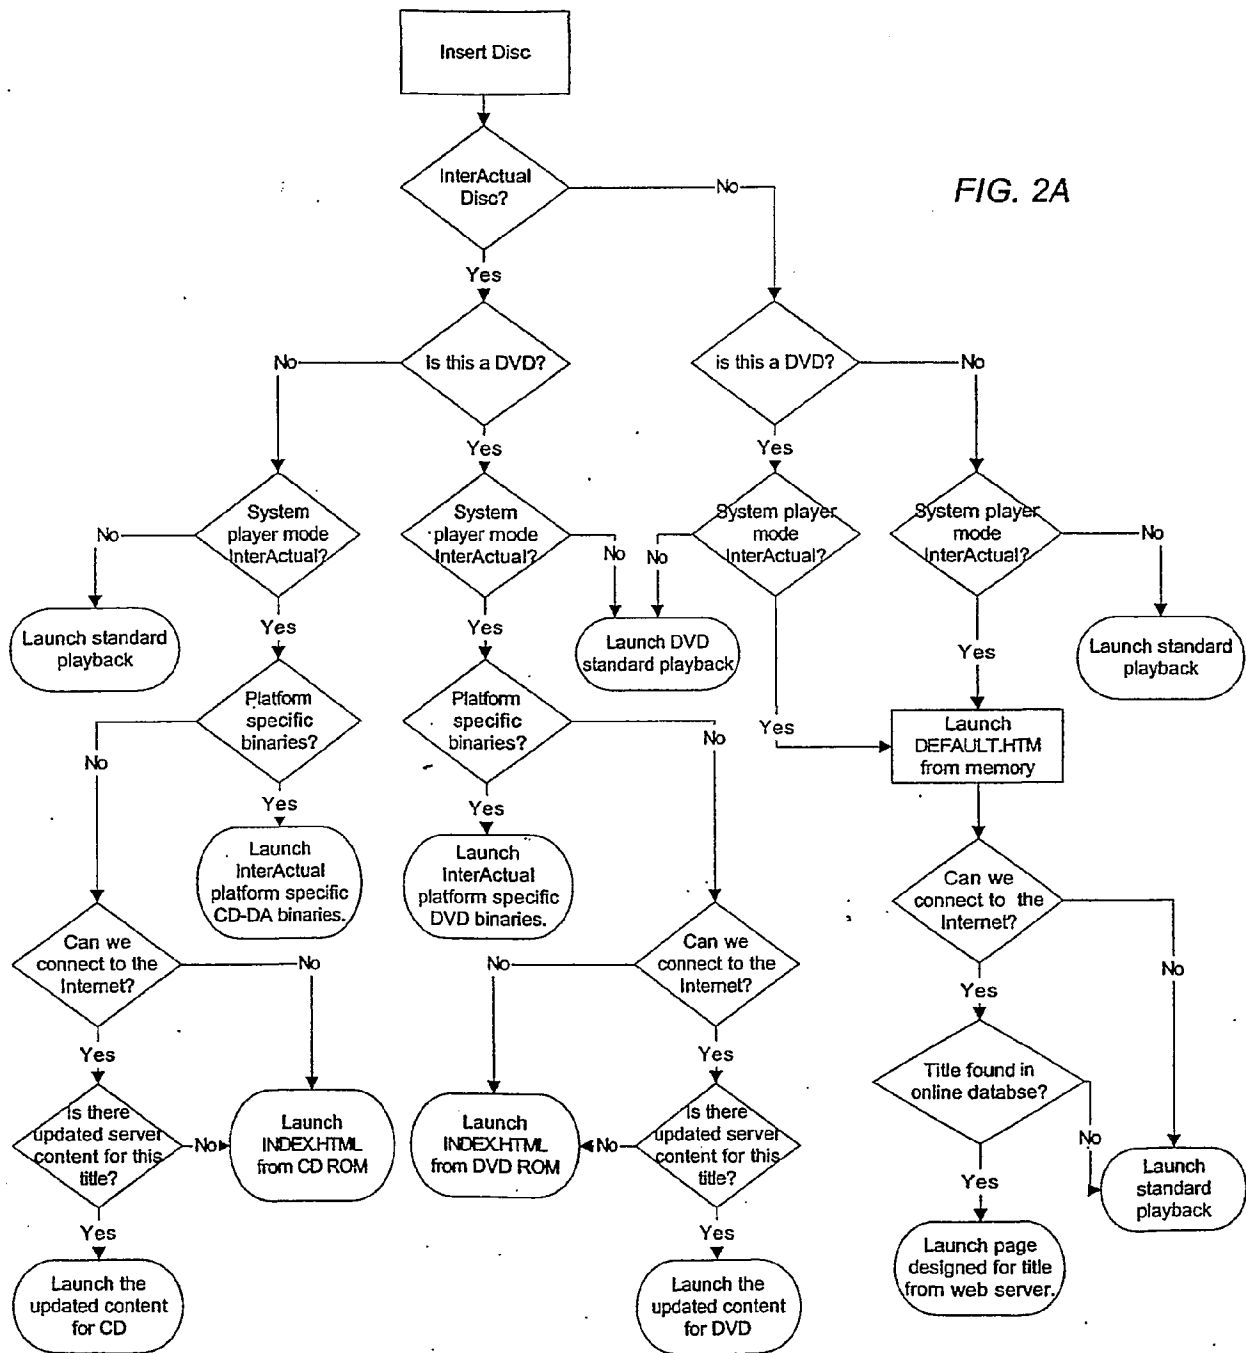 Insert Disc
FIG. 2A
InterActual
Disc?
No
Yes
is this a DVD?
No
Yes
is this a DVD?
No
Yes
System
player mode
InterActual?
No
Yes
System
player mode
InterActual?
No
Yes
System player
mode
InterActual?
No
Yes
System player
mode
InterActual?
No
Yes
Launch standard
playback
Launch DVD
standard playback
Launch standard
playback
Platform
specific
binaries?
No
Yes
Platform
specific
binaries?
No
Yes
Launch
DEFAULT.HTM
from memory
Launch
InterActual
platform specific
CD-DA binaries.
Launch
InterActual
platform specific
DVD binaries.
Can we
connect to the
Internet?
No
Yes
Can we
connect to the
Internet?
No
Yes
Can we
connect to the
Internet?
No
Yes
Is there
updated server
content for this
title?
No
Yes
Launch
INDEX.HTML
from CD ROM
Launch
INDEX.HTML
from DVD ROM
Is there
updated server
content for this
title?
No
Yes
Title found in
online databse?
No
Yes
Launch
standard
playback
Launch the
updated content
for CD
Launch the
updated content
for DVD
Launch page
designed for title
from web server.